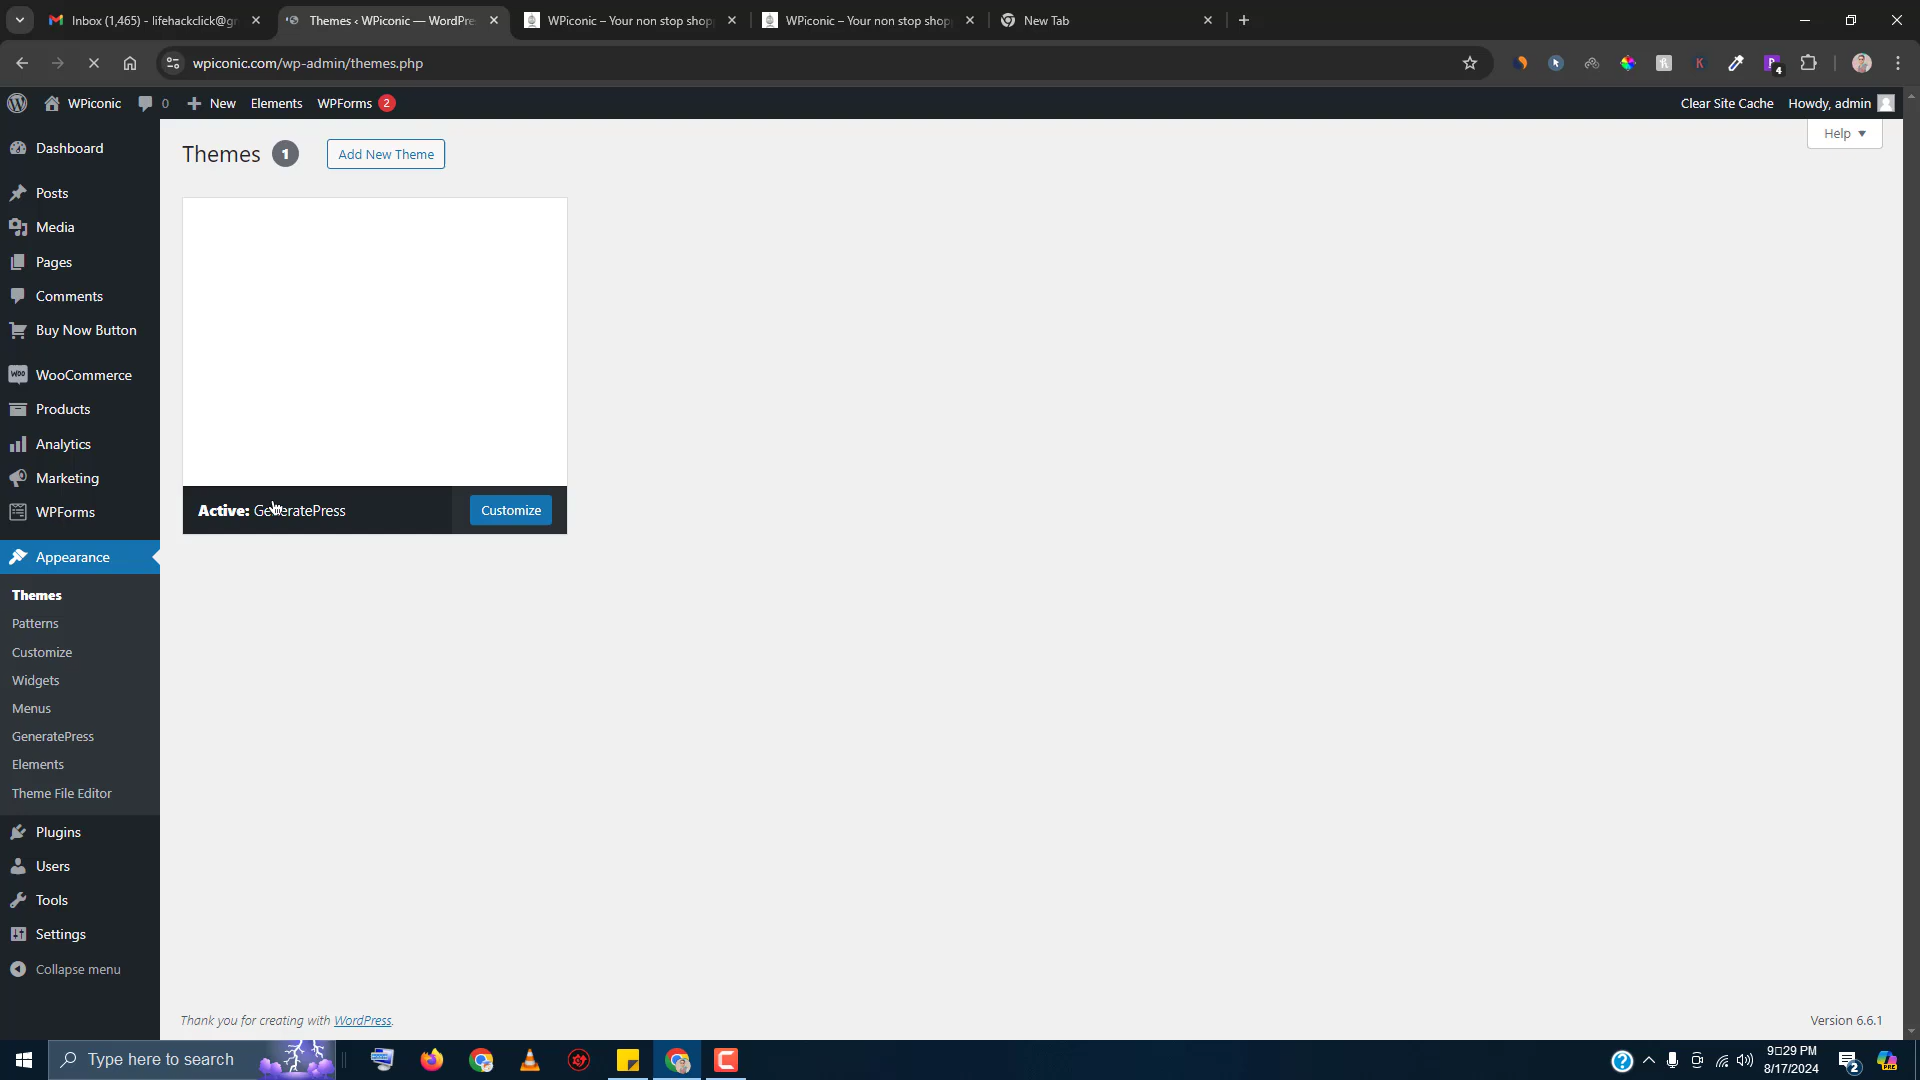 Inbox (1,465) - lifehackclick@g
Themes ‹ WPiconic — WordPre
WPiconic – Your non stop shop
WPiconic – Your non stop shop
New Tab
wpiconic.com/wp-admin/themes.php
4
WPiconic
0
New
Elements
WPForms
2
Clear Site Cache
Howdy, admin
Help
Dashboard
Posts
Media
Pages
Comments
Buy Now Button
WooCommerce
Products
Analytics
Marketing
WPForms
Appearance
Themes
Patterns
Customize
Widgets
Menus
GeneratePress
Elements
Theme File Editor
Plugins
Users
Tools
Settings
Collapse menu
Themes
1
Add New Theme
Active: GeneratePress
Customize
Thank you for creating with WordPress.
Version 6.6.1
Type here to search
9:29 PM
8/17/2024
2